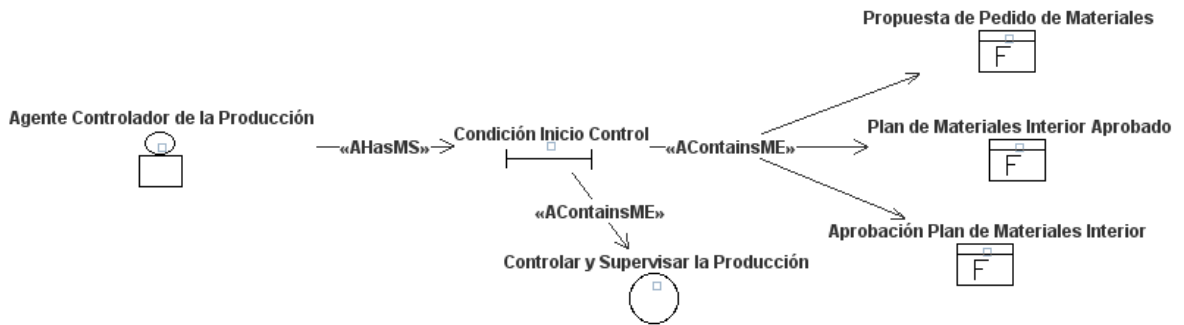 Propuesta de Pedido de Materiales
F
Agente Controlador de la Producción
«AHasMS»
Condición Inicio Control
«AContainsME»
Plan de Materiales Interior Aprobado
F
«AContainsME»
Aprobación Plan de Materiales Interior
F
Controlar y Supervisar la Producción